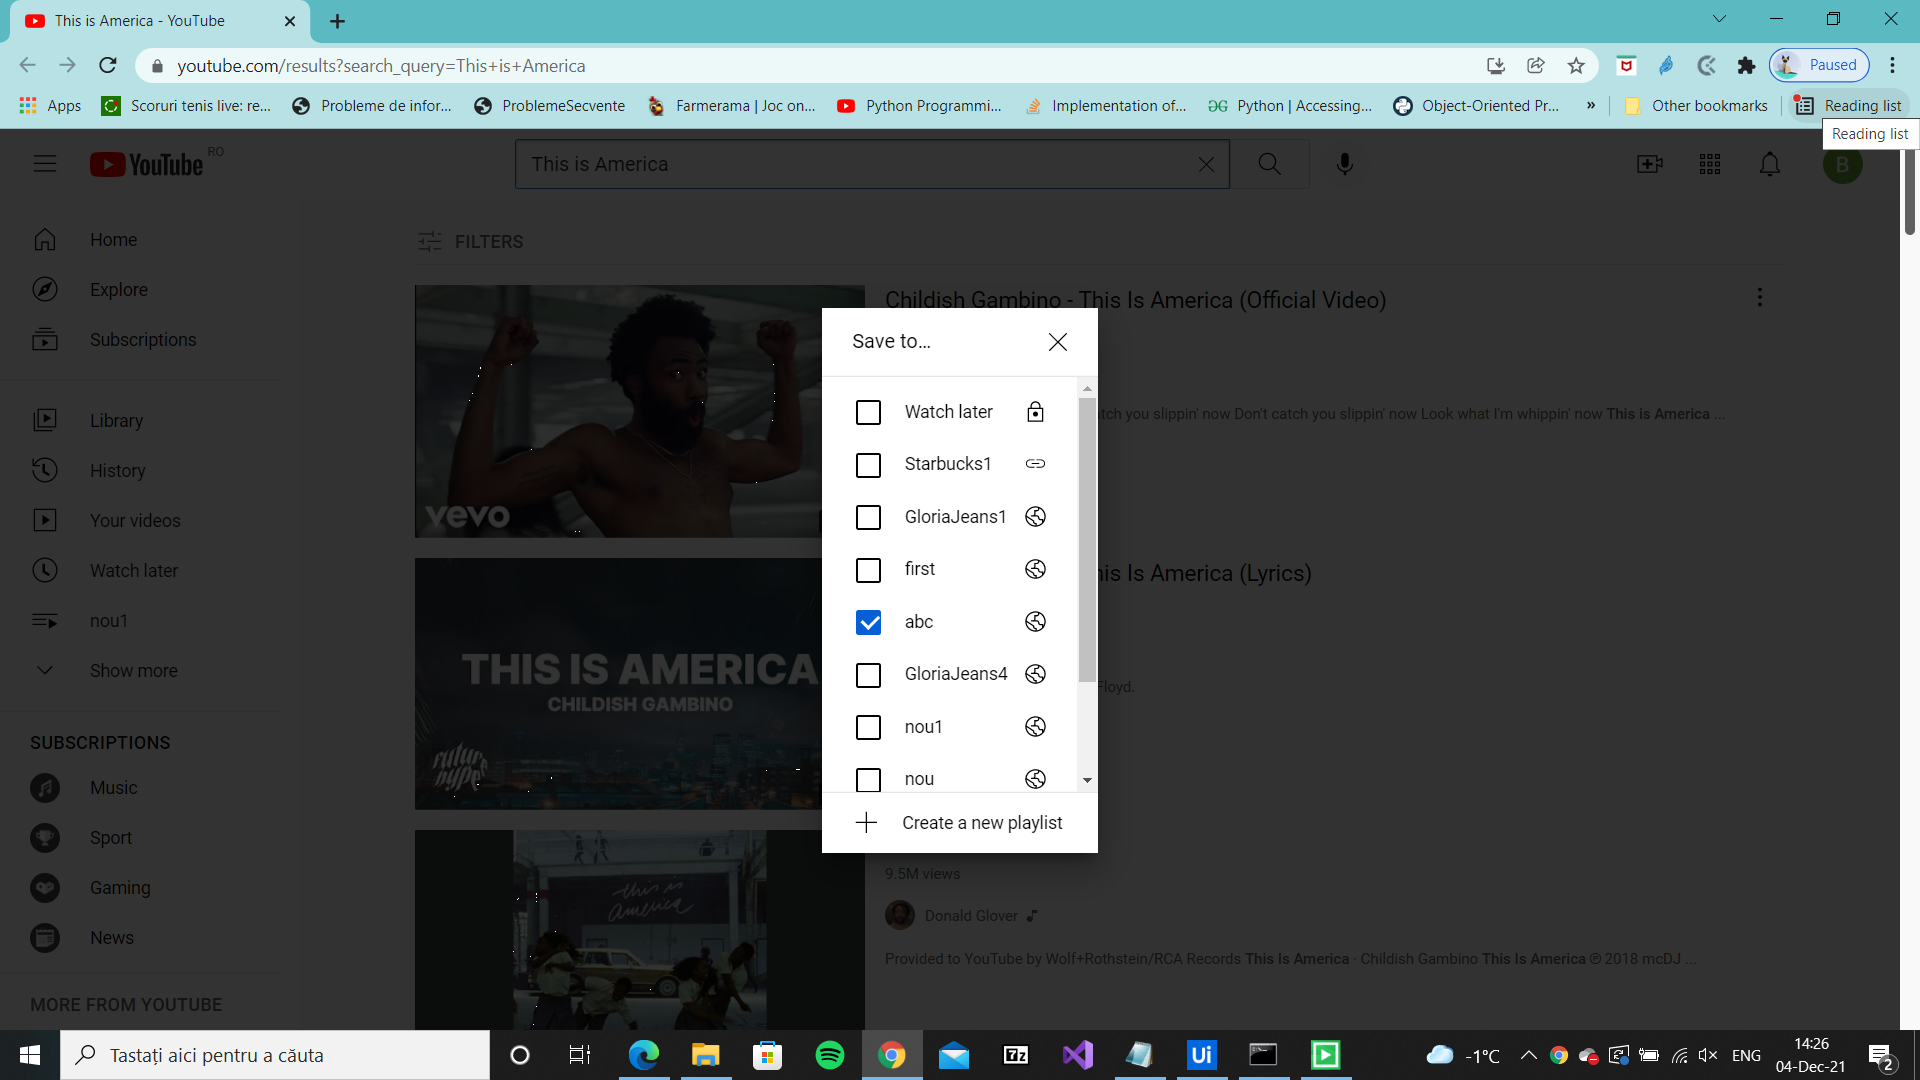 This is America - YouTube
youtube.com/results?search_query=This+is+America
Paused
Apps
Scoruri tenis live: re...
Probleme de infor...
ProblemeSecvente
Farmerama | Joc on...
Python Programmi...
Implementation of...
Python | Accessing...
Object-Oriented Pr...
»
Other bookmarks
Reading list
Reading list
YouTube RO
This is America
B
Home
Explore
Subscriptions
Library
History
Your videos
Watch later
nou1
Show more
SUBSCRIPTIONS
Music
Sport
Gaming
News
MORE FROM YOUTUBE
FILTERS
vevo
Childish Gambino - This Is America (Official Video)
tch you slippin' now Don't catch you slippin' now Look what I'm whippin' now This is America ...
THIS IS AMERICA
CHILDISH GAMBINO
future hype
his Is America (Lyrics)
Floyd.
this is
america
9.5M views
Donald Glover
Provided to YouTube by Wolf+Rothstein/RCA Records This Is America · Childish Gambino This Is America ℗ 2018 mcDJ ...
Save to...
Watch later
Starbucks1
GloriaJeans1
first
abc
GloriaJeans4
nou1
nou
Create a new playlist
Tastați aici pentru a căuta
7z
Ui
-1°C
ENG
14:26
04-Dec-21
2